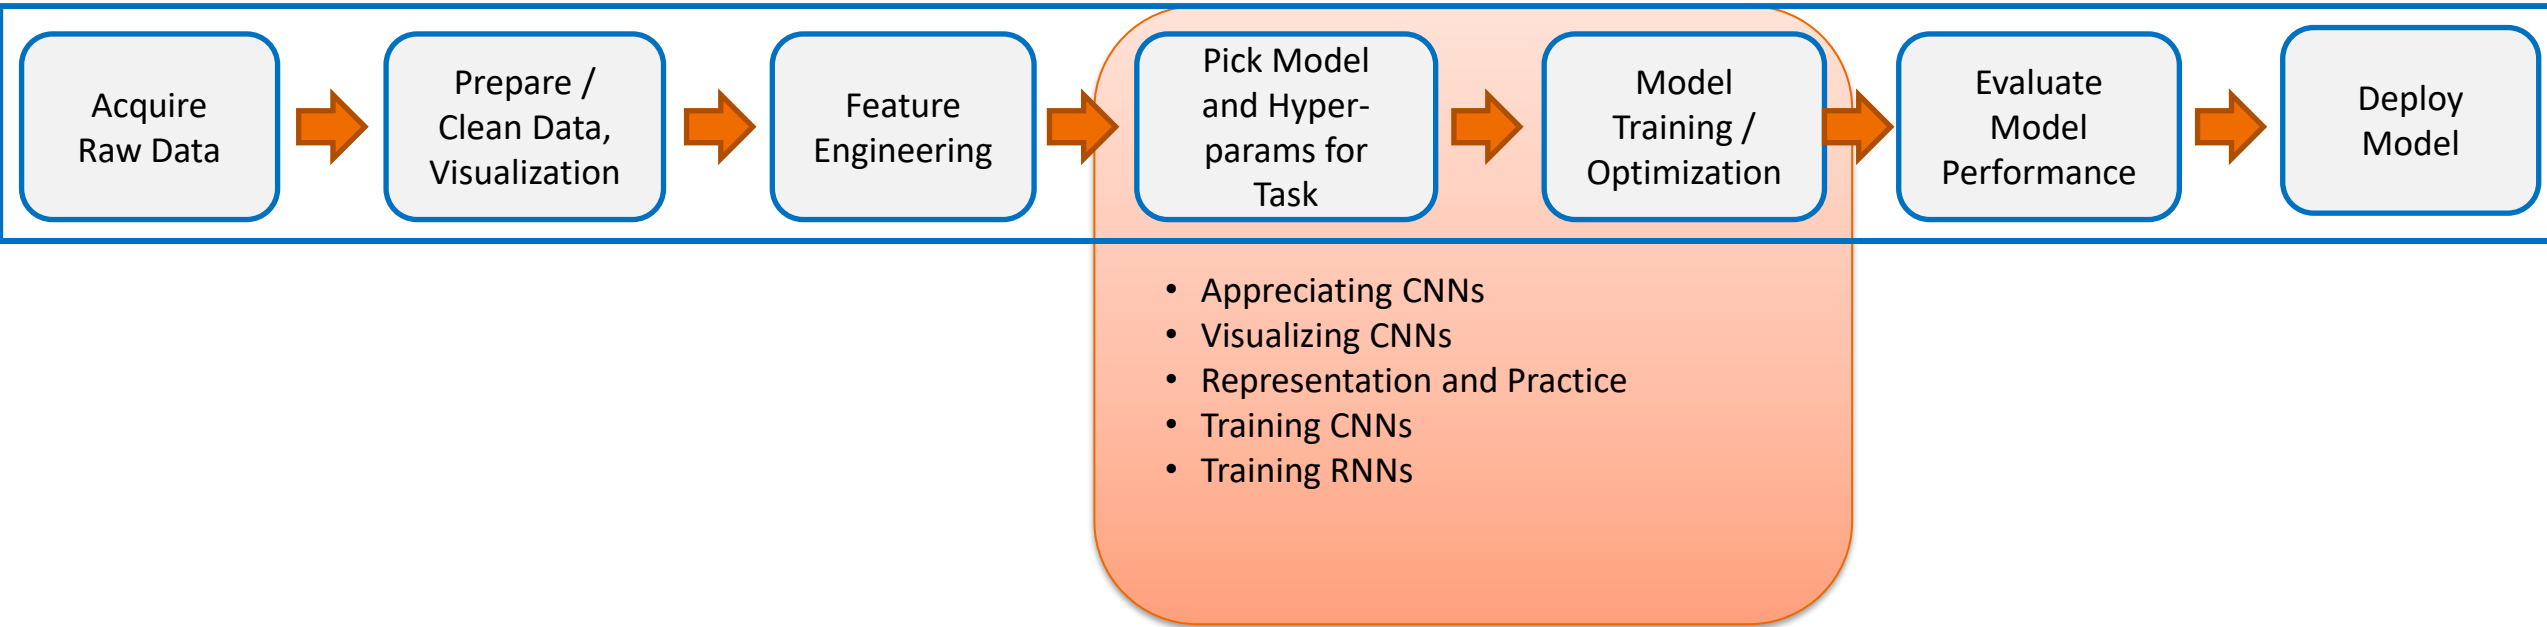 Acquire
Raw Data
Prepare /
Clean Data,
Visualization
Feature
Engineering
Pick Model
and Hyper-
params for
Task
Model
Training /
Optimization
Evaluate
Model
Performance
Deploy
Model
• Appreciating CNNs
• Visualizing CNNs
• Representation and Practice
• Training CNNs
• Training RNNs